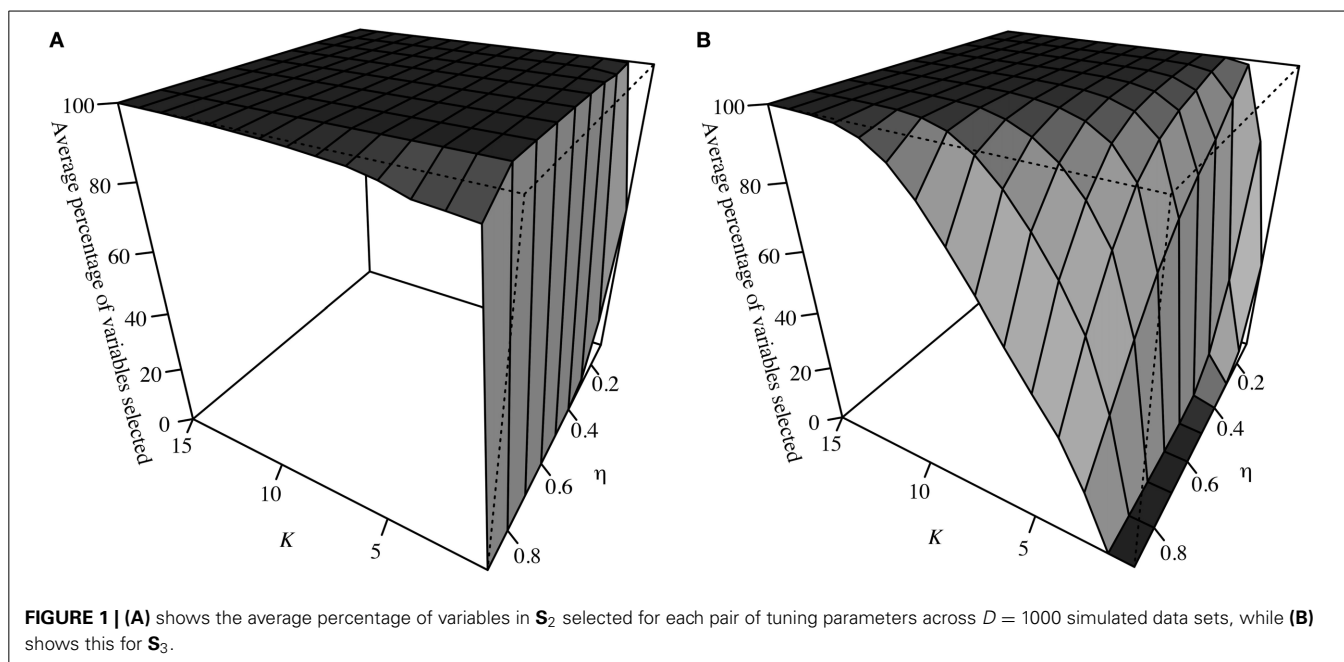 A
100
80
60
40
20
0
Average percentage of variables selected
15
10
5
K
0.2
0.4
0.6
0.8
η
B
100
80
60
40
20
0
Average percentage of variables selected
15
10
5
K
0.2
0.4
0.6
0.8
η
FIGURE 1 | (A) shows the average percentage of variables in S₂ selected for each pair of tuning parameters across D = 1000 simulated data sets, while (B)
shows this for S₃.